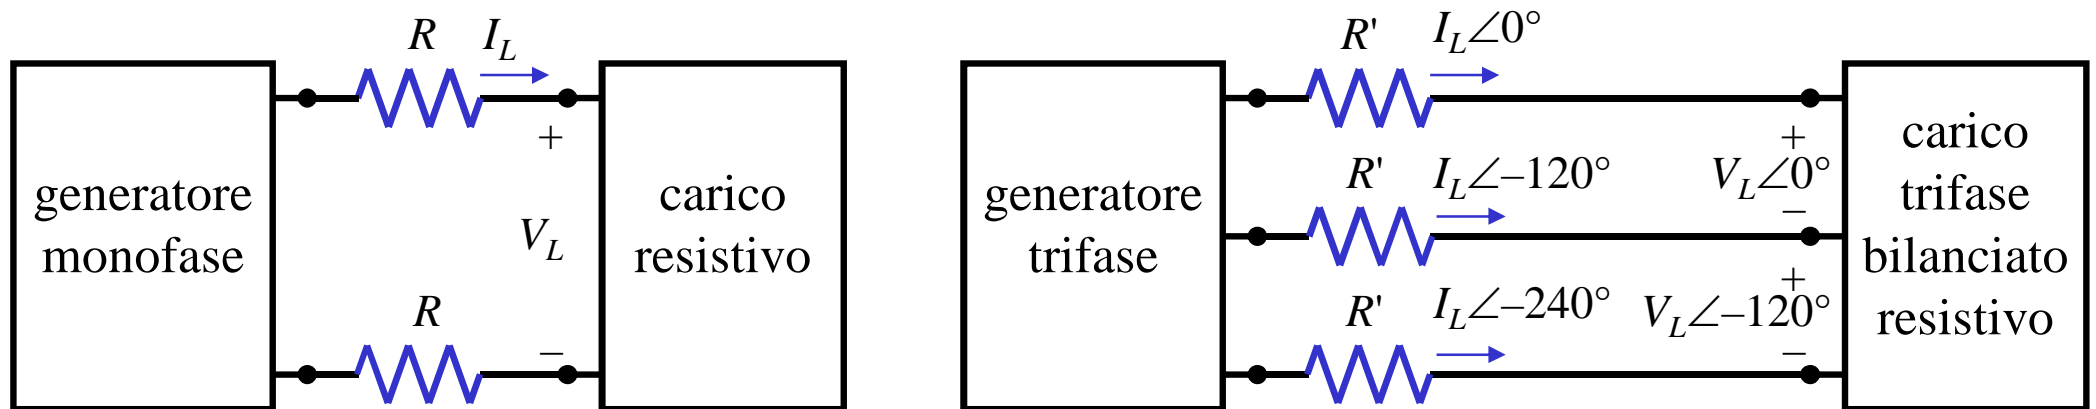 R I_L
generatore
monofase
+
V_L
–
R
carico
resistivo
generatore
trifase
R' I_L∠0°
R' I_L∠–120°
R' I_L∠–240°
+
V_L∠0°
–
+
V_L∠–120°
–
carico
trifase
bilanciato
resistivo